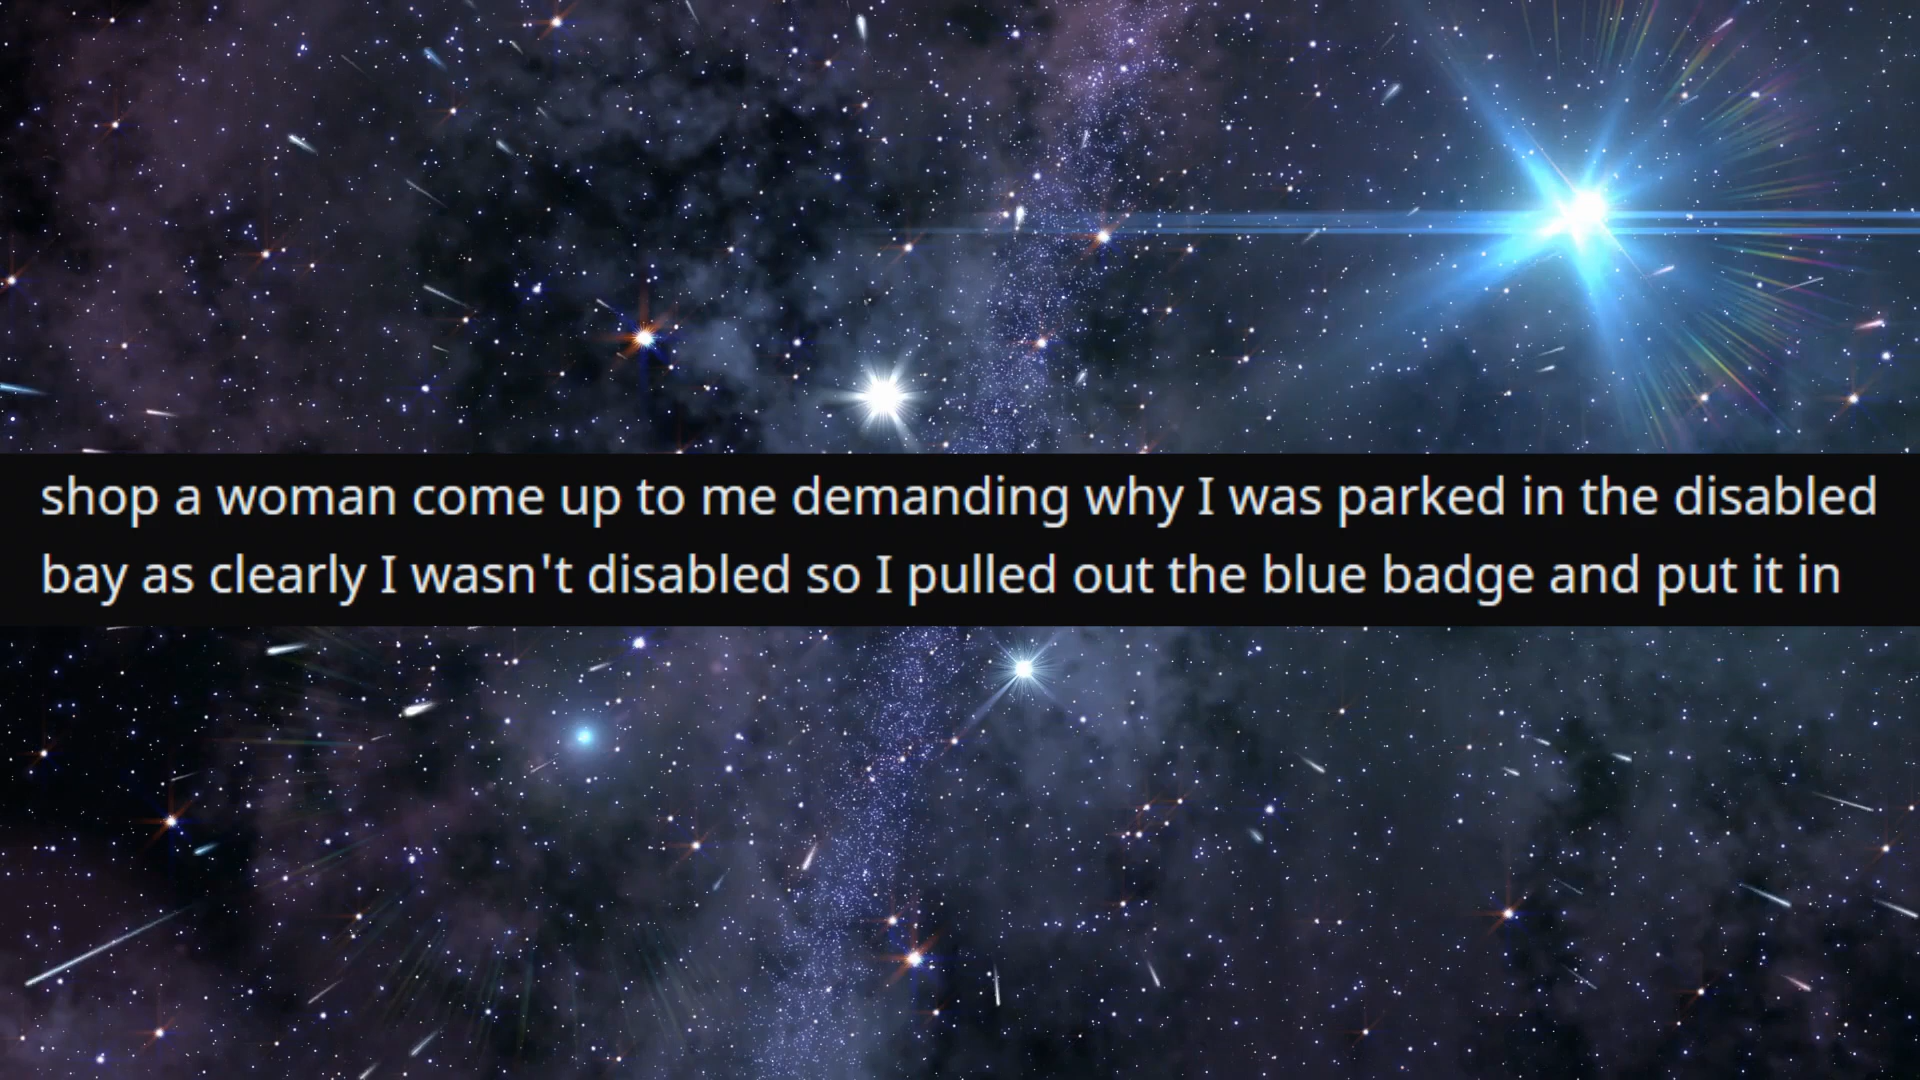 shop a woman come up to me demanding why I was parked in the disabled
bay as clearly I wasn't disabled so I pulled out the blue badge and put it in